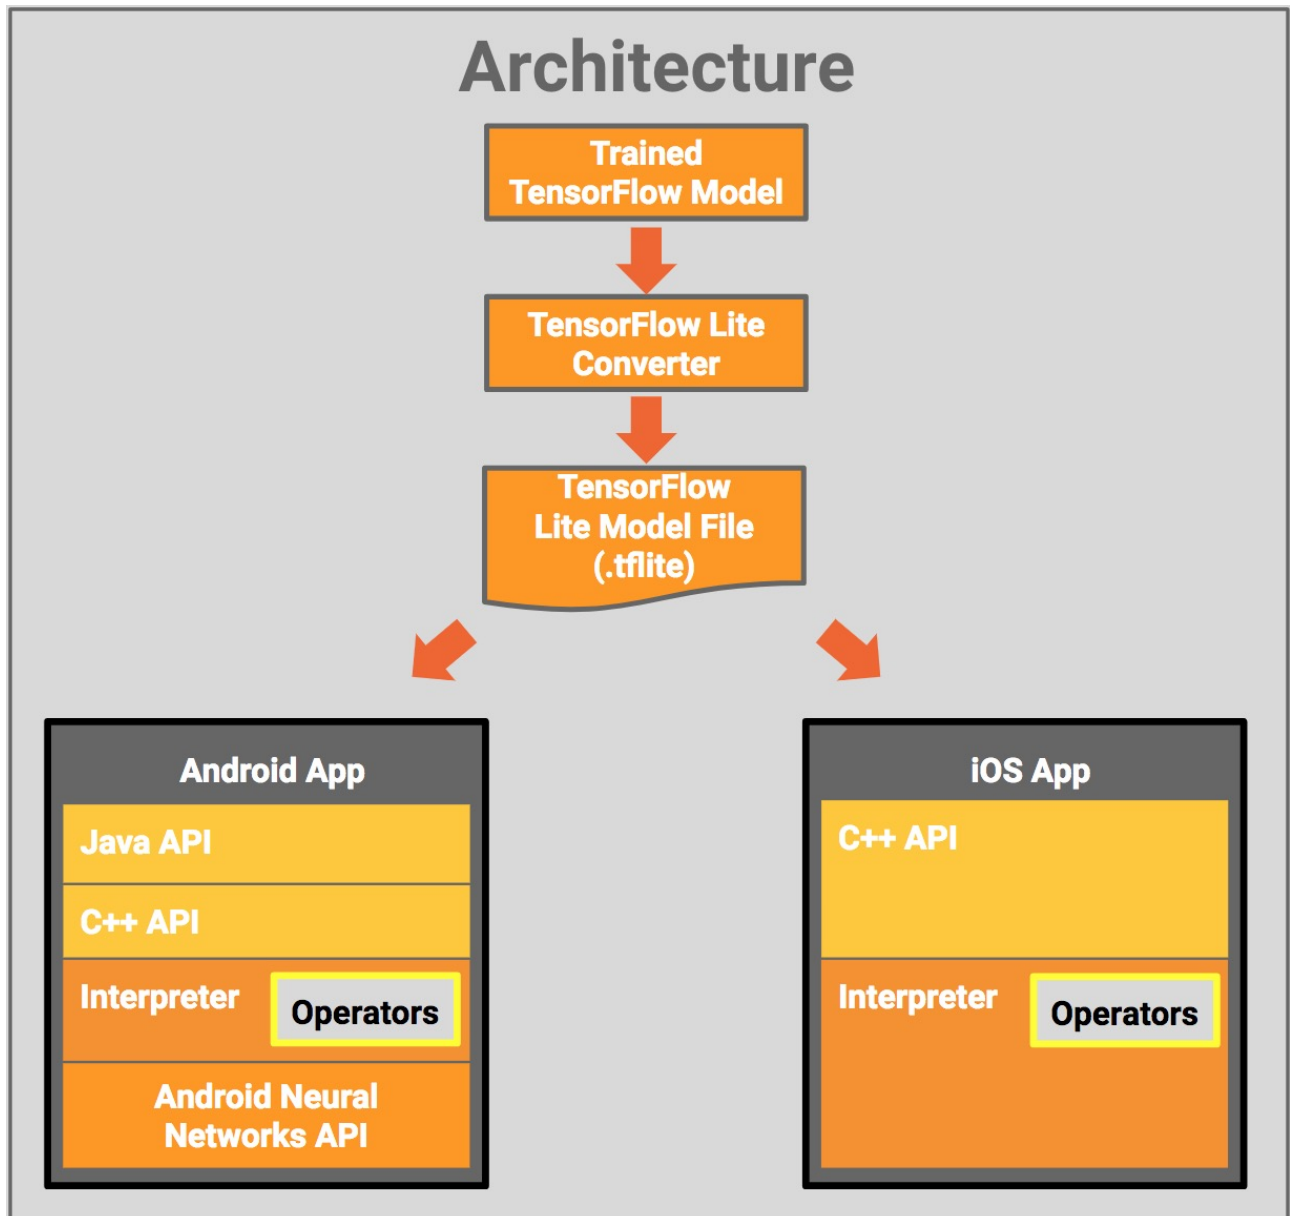 Architecture
Trained
TensorFlow Model
TensorFlow Lite
Converter
TensorFlow
Lite Model File
(.tflite)
Android App
Java API
C++ API
Interpreter
Operators
Android Neural
Networks API
iOS App
C++ API
Interpreter
Operators